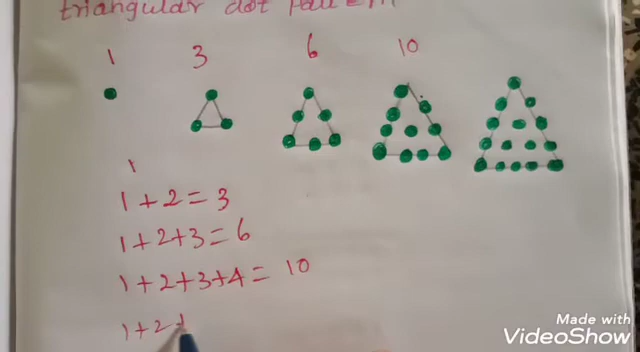 triangular dot Pattern
1 3 6 10
1
1+2=3
1+2+3=6
1+2+3+4=10
1+2+
Made with
VideoShow